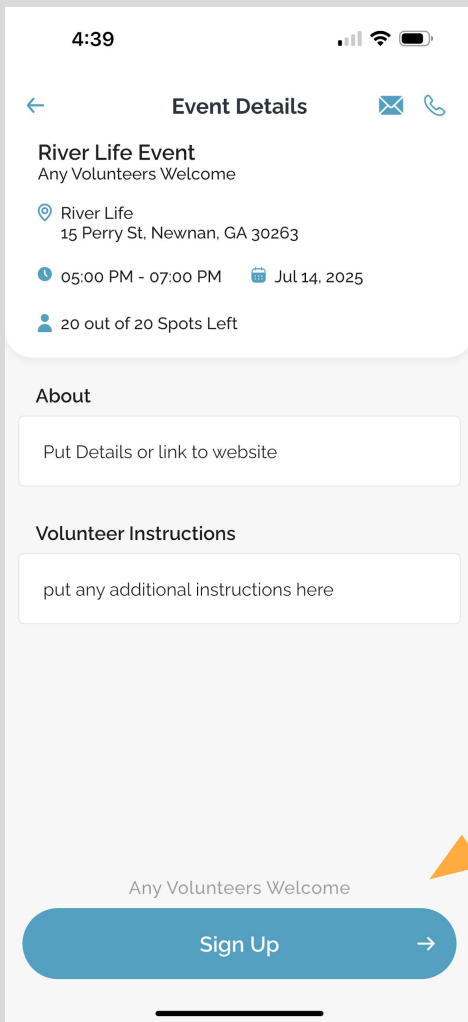 4:39
Event Details
River Life Event
Any Volunteers Welcome
River Life
15 Perry St, Newnan, GA 30263
05:00 PM - 07:00 PM Jul 14, 2025
20 out of 20 Spots Left
About
Put Details or link to website
Volunteer Instructions
put any additional instructions here
Any Volunteers Welcome
Sign Up